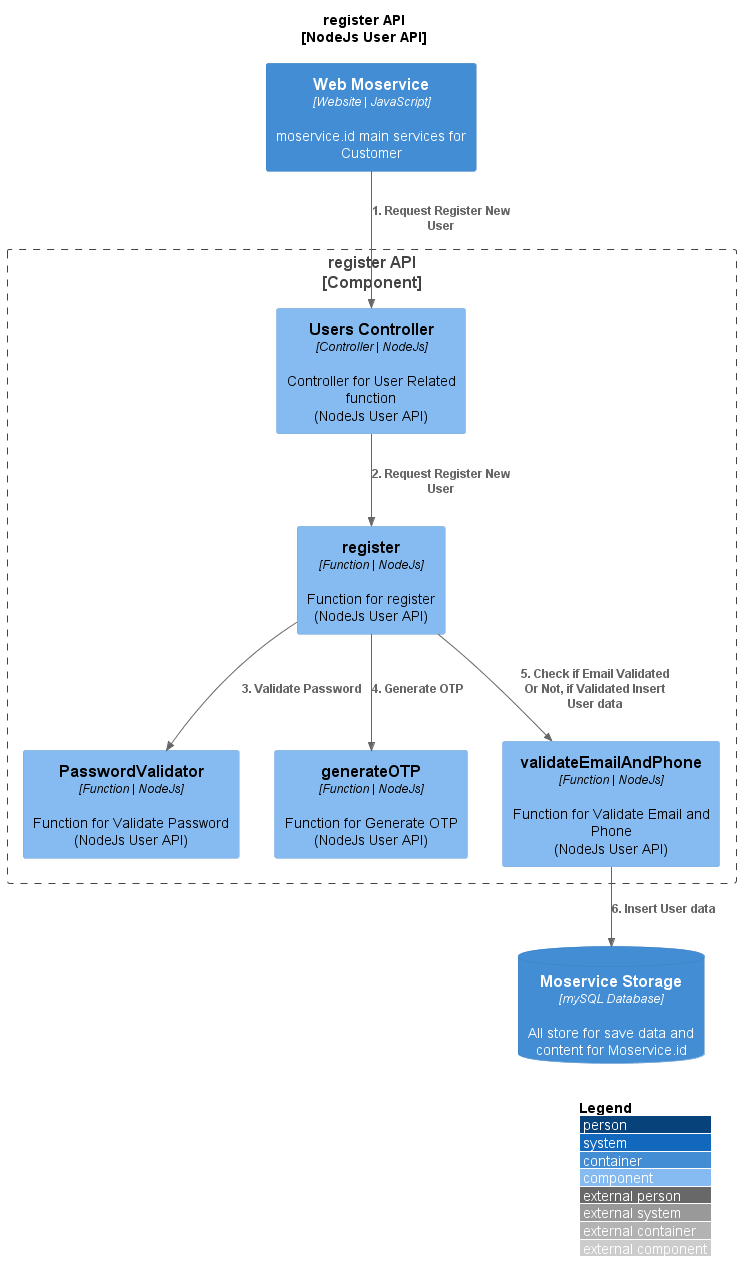 register API
[NodeJs User API]
Web Moservice
[Website | JavaScript]
moservice.id main services for
Customer
1. Request Register New
User
register API
[Component]
Users Controller
[Controller | NodeJs]
Controller for User Related
function
(NodeJs User API)
2. Request Register New
User
register
[Function | NodeJs]
Function for register
(NodeJs User API)
3. Validate Password
4. Generate OTP
5. Check if Email Validated
Or Not, if Validated Insert
User data
PasswordValidator
[Function | NodeJs]
Function for Validate Password
(NodeJs User API)
generateOTP
[Function | NodeJs]
Function for Generate OTP
(NodeJs User API)
validateEmailAndPhone
[Function | NodeJs]
Function for Validate Email and
Phone
(NodeJs User API)
6. Insert User data
Moservice Storage
[mySQL Database]
All store for save data and
content for Moservice.id
Legend
person
system
container
component
external person
external system
external container
external component